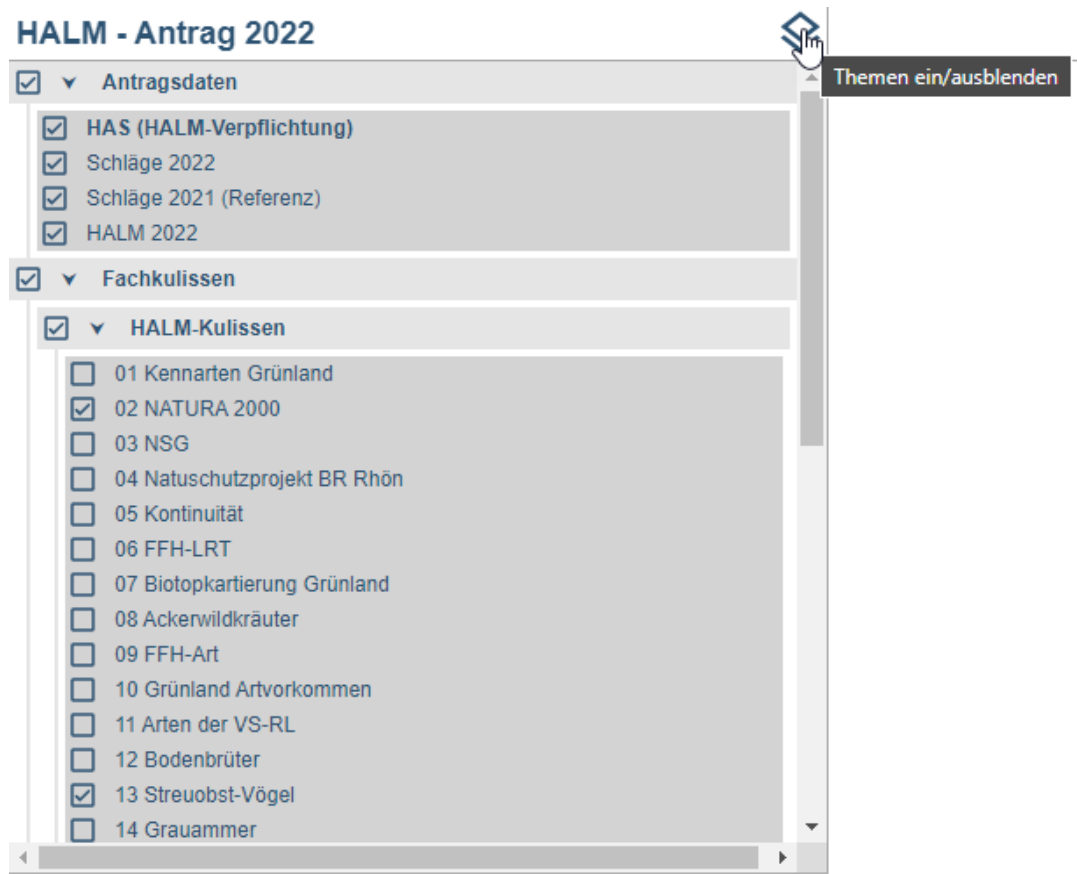 HALM - Antrag 2022
Themen ein/ausblenden
Antragsdaten
HAS (HALM-Verpflichtung)
Schläge 2022
Schläge 2021 (Referenz)
HALM 2022
Fachkulissen
HALM-Kulissen
01 Kennarten Grünland
02 NATURA 2000
03 NSG
04 Natuschutzprojekt BR Rhön
05 Kontinuität
06 FFH-LRT
07 Biotopkartierung Grünland
08 Ackerwildkräuter
09 FFH-Art
10 Grünland Artvorkommen
11 Arten der VS-RL
12 Bodenbrüter
13 Streuobst-Vögel
14 Grauammer